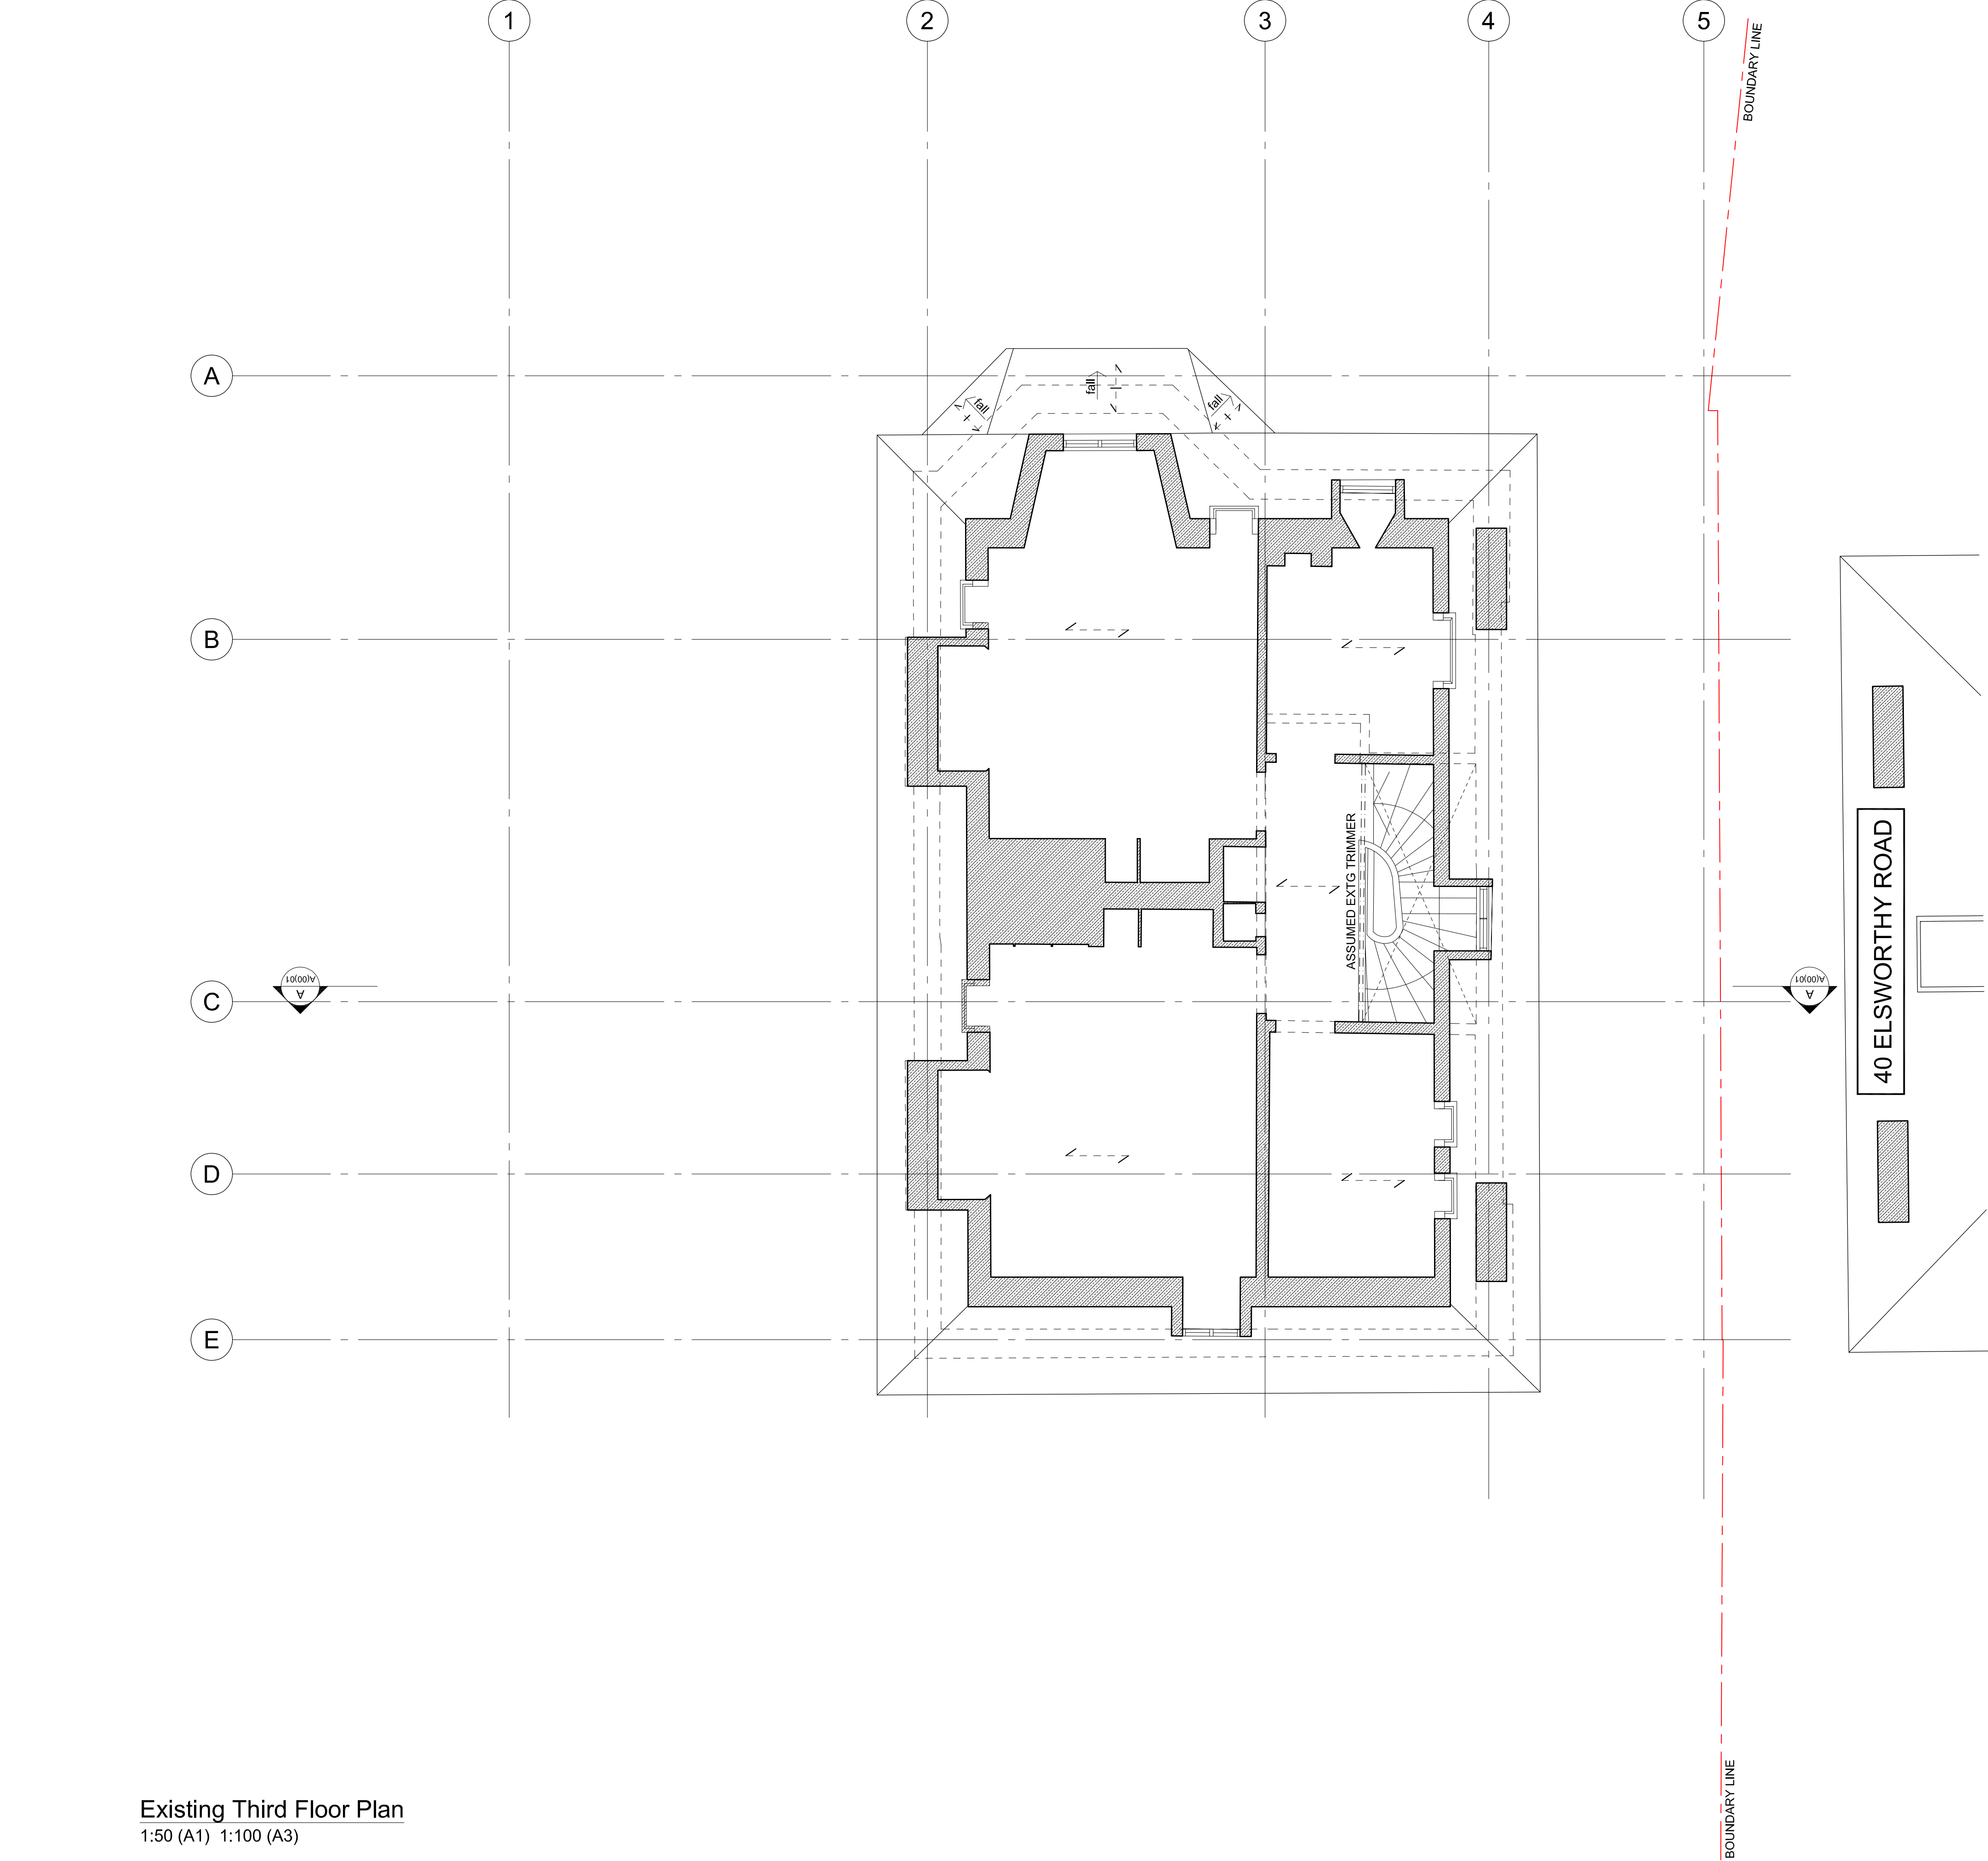 1
2
3
4
5
BOUNDARY LINE
A
fall
fall
fall
B
ASSUMED EXTG TRIMMER
40 ELSWORTHY ROAD
A(00)01
A
C
A(00)01
A
D
E
BOUNDARY LINE
Existing Third Floor Plan
1:50 (A1) 1:100 (A3)